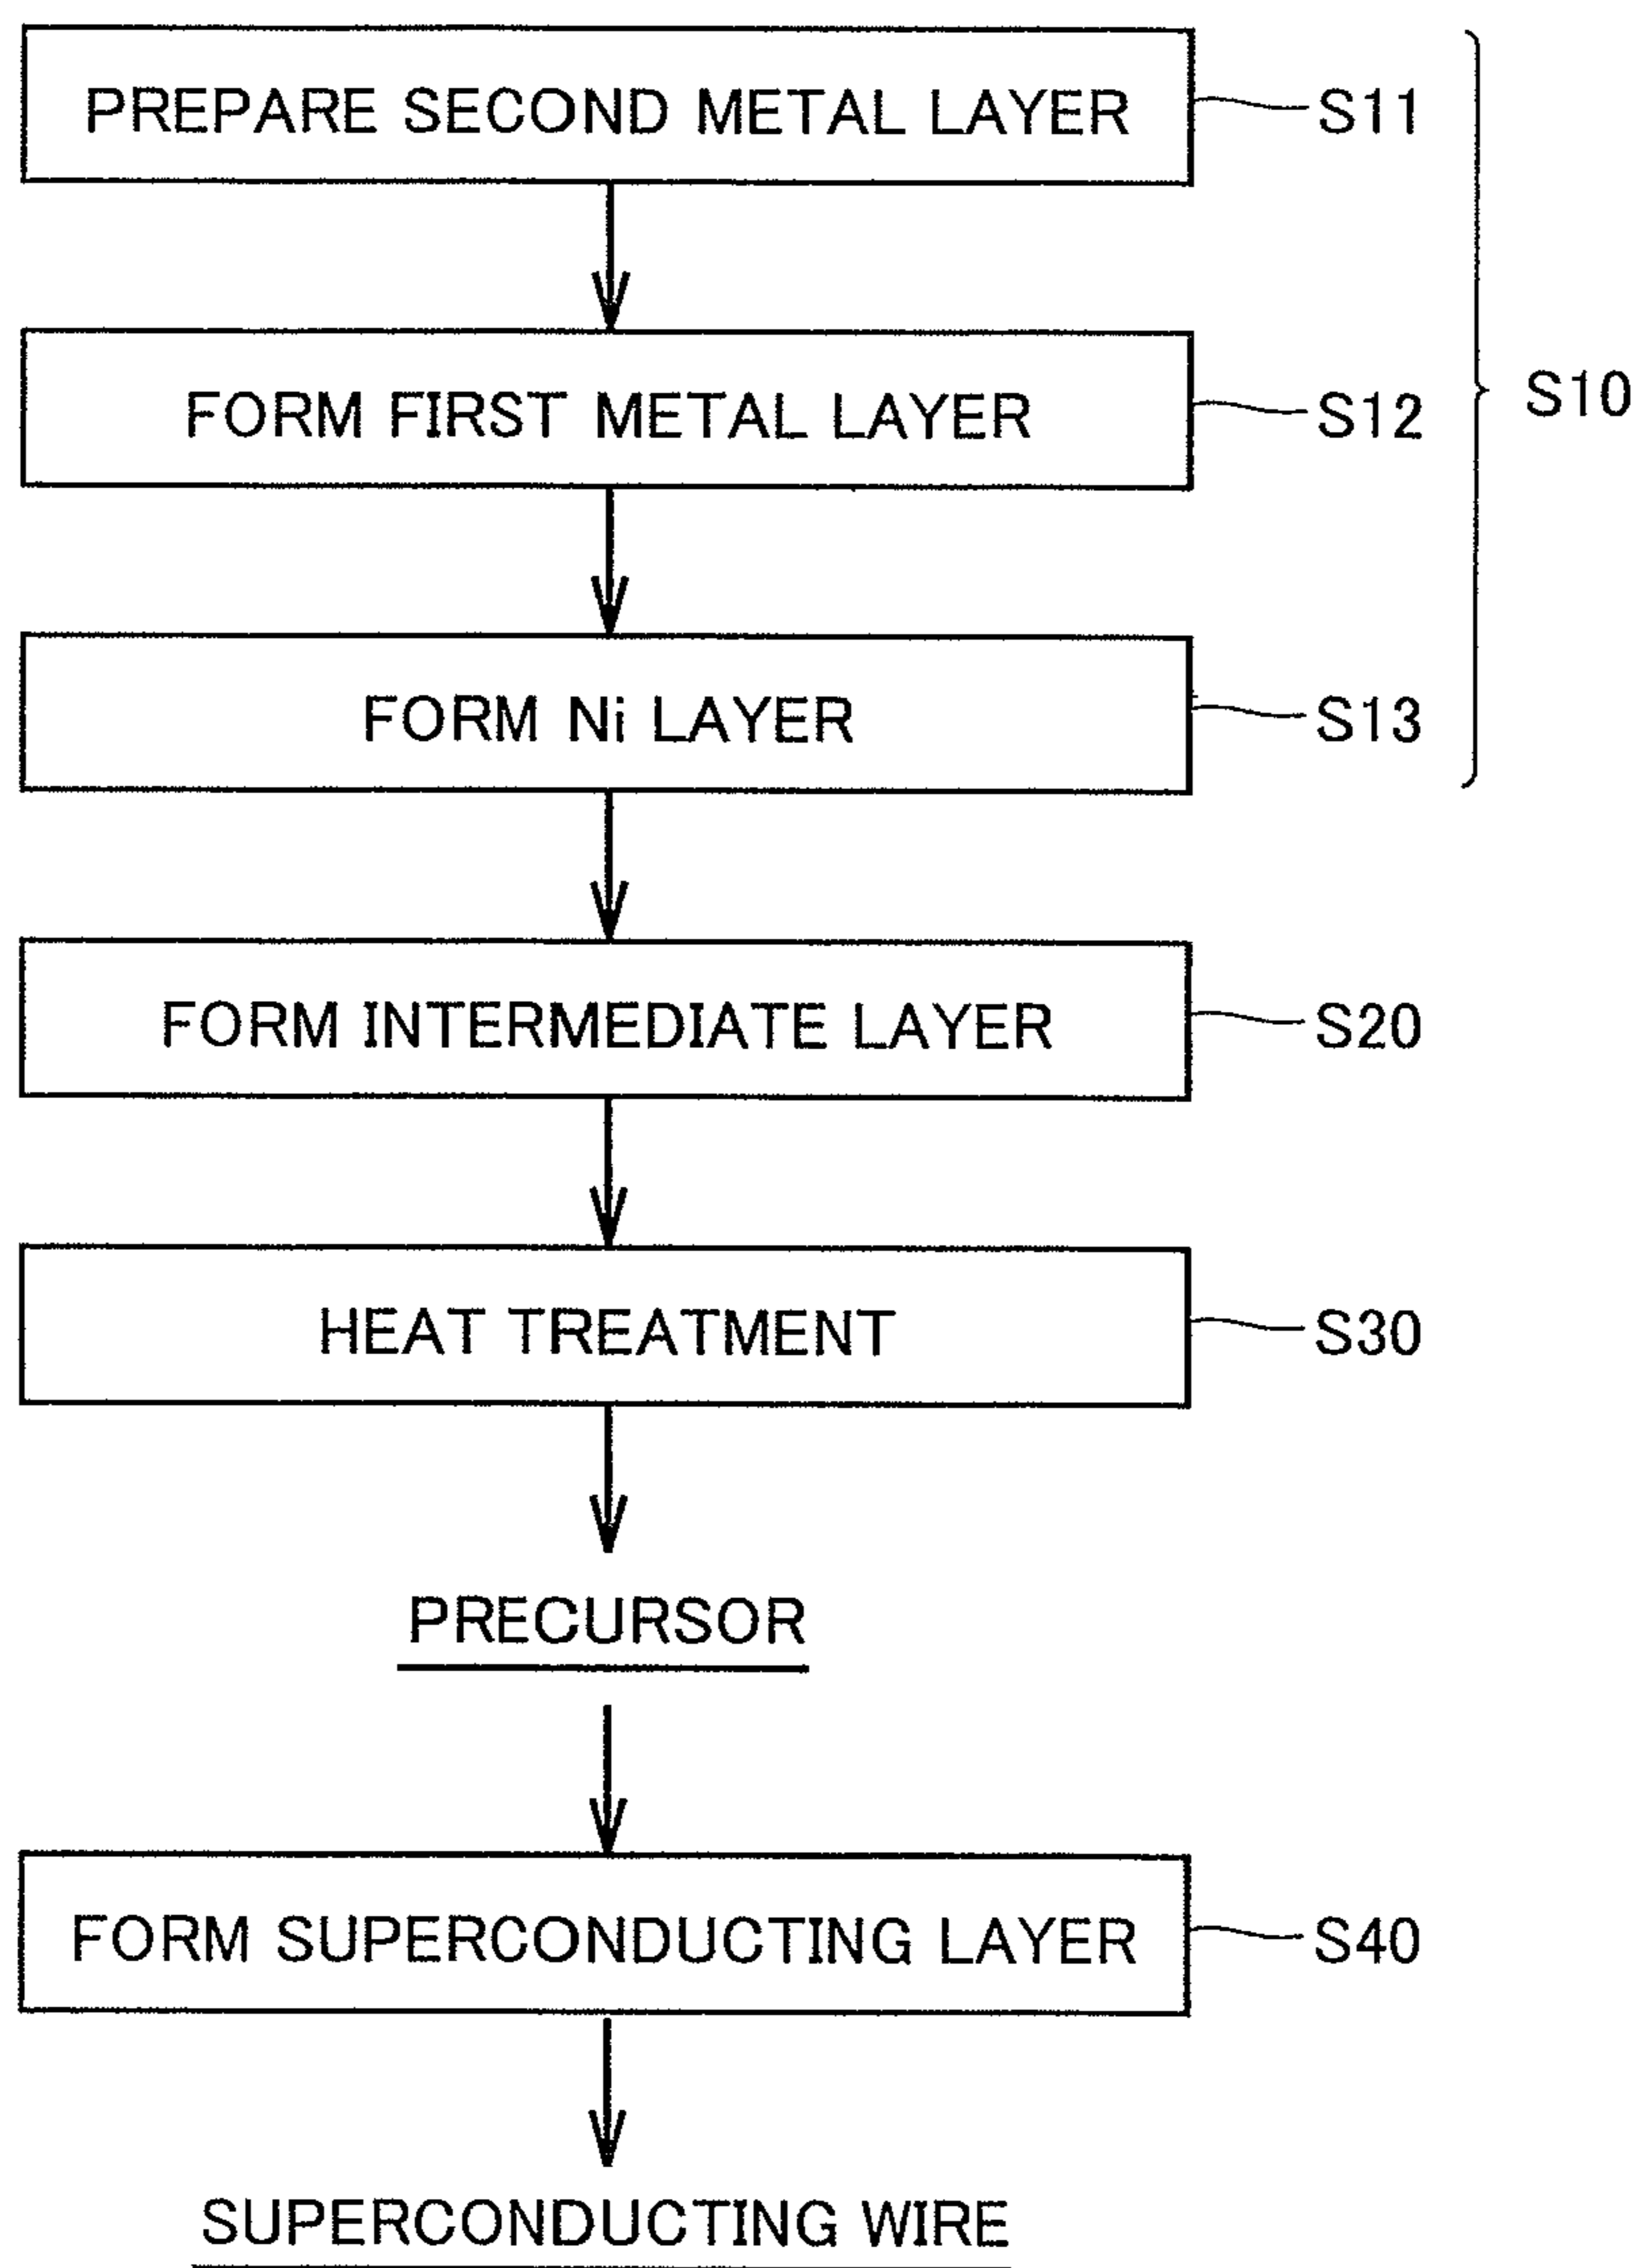 PREPARE SECOND METAL LAYER S11
FORM FIRST METAL LAYER S12
S10
FORM Ni LAYER S13
FORM INTERMEDIATE LAYER S20
HEAT TREATMENT S30
PRECURSOR
FORM SUPERCONDUCTING LAYER S40
SUPERCONDUCTING WIRE